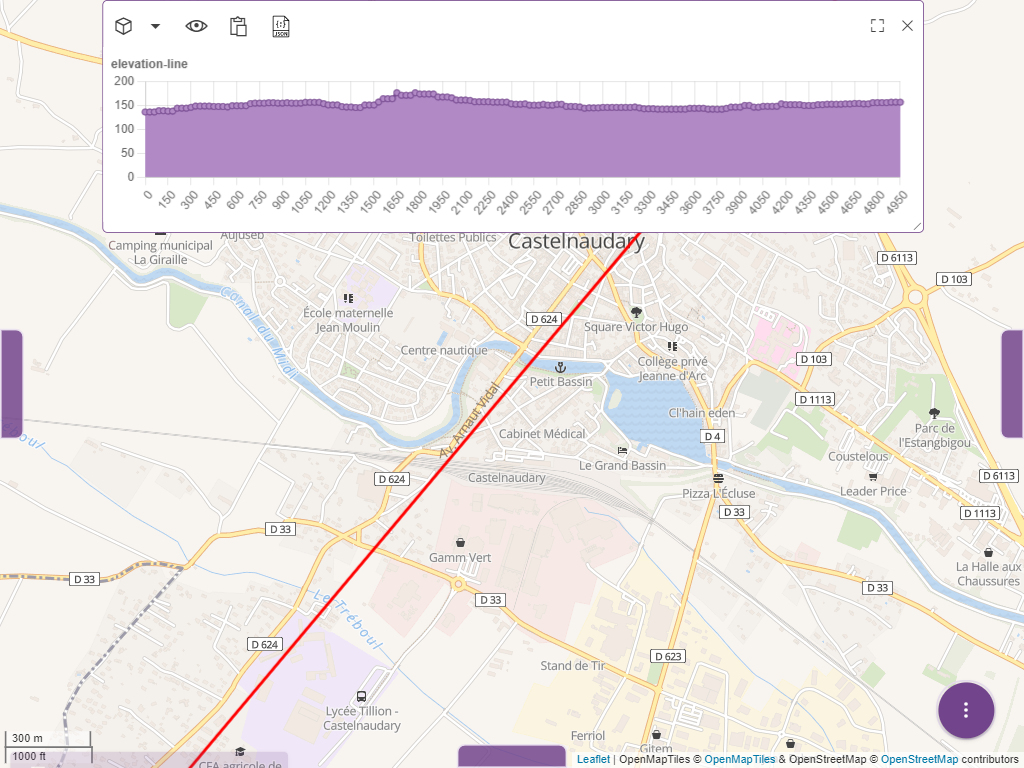 {;}
JSON
elevation-line
200
150
100
50
0
0 150 300 450 600 750 900 1050 1200 1350 1500 1650 1800 1950 2100 2250 2400 2550 2700 2850 3000 3150 3300 3450 3600 3750 3900 4050 4200 4350 4500 4650 4800 4950
Camping municipal
La Giraille
Toilettes Publics
Castelnaudary
D 6113
D 103
Canal du Midi
École maternelle
Jean Moulin
D 624
Square Victor Hugo
Centre nautique
Petit Bassin
Collège privé
Jeanne d'Arc
D 103
D 1113
Av. Arnaut Vidal
Cl'hain eden
Parc de
l'Estangbigou
Cabinet Médical
D 4
Coustelous
Le Grand Bassin
D 624
Castelnaudary
Pizza L'Écluse
Leader Price
D 6113
D 33
D 1113
D 33
Gamm Vert
La Halle aux
Chaussures
D 33
D 33
D 33
Le Tréboul
D 624
D 623
Stand de Tir
Lycée Tillion -
Castelnaudary
Ferriol
Gitem
300 m
1000 ft
CFA agricole de
Leaflet | OpenMapTiles © OpenMapTiles & OpenStreetMap © OpenStreetMap contributors